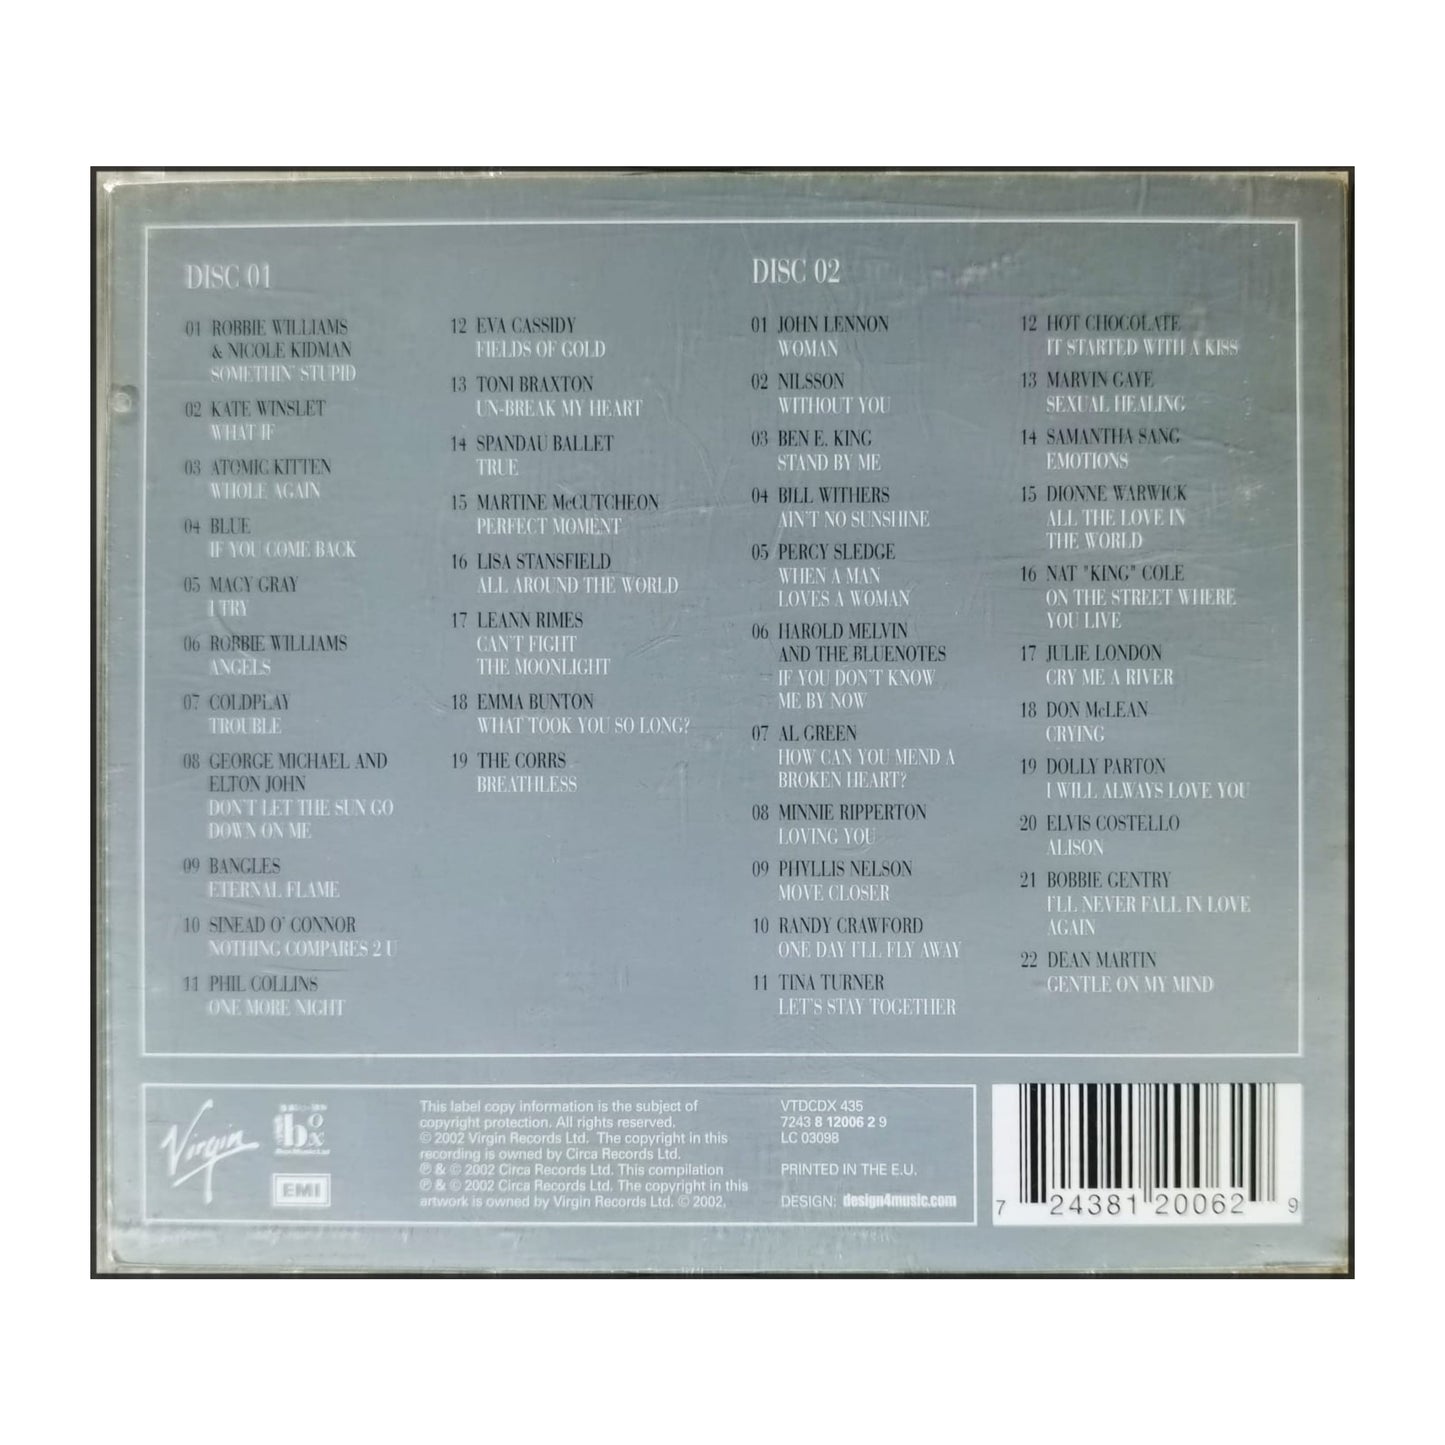 DISC 01
01 ROBBIE WILLIAMS
& NICOLE KIDMAN
SOMETHIN' STUPID
02 KATE WINSLET
WHAT IF
03 ATOMIC KITTEN
WHOLE AGAIN
04 BLUE
IF YOU COME BACK
05 MACY GRAY
I TRY
06 ROBBIE WILLIAMS
ANGELS
07 COLDPLAY
TROUBLE
08 GEORGE MICHAEL AND
ELTON JOHN
DON'T LET THE SUN GO
DOWN ON ME
09 BANGLES
ETERNAL FLAME
10 SINEAD O' CONNOR
NOTHING COMPARES 2 U
11 PHIL COLLINS
ONE MORE NIGHT
12 EVA CASSIDY
FIELDS OF GOLD
13 TONI BRAXTON
UN-BREAK MY HEART
14 SPANDAU BALLET
TRUE
15 MARTINE McCUTCHEON
PERFECT MOMENT
16 LISA STANSFIELD
ALL AROUND THE WORLD
17 LEANN RIMES
CAN'T FIGHT
THE MOONLIGHT
18 EMMA BUNTON
WHAT TOOK YOU SO LONG?
19 THE CORRS
BREATHLESS
DISC 02
01 JOHN LENNON
WOMAN
02 NILSSON
WITHOUT YOU
03 BEN E. KING
STAND BY ME
04 BILL WITHERS
AIN'T NO SUNSHINE
05 PERCY SLEDGE
WHEN A MAN
LOVES A WOMAN
06 HAROLD MELVIN
AND THE BLUENOTES
IF YOU DON'T KNOW
ME BY NOW
07 AL GREEN
HOW CAN YOU MEND A
BROKEN HEART?
08 MINNIE RIPPERTON
LOVING YOU
09 PHYLLIS NELSON
MOVE CLOSER
10 RANDY CRAWFORD
ONE DAY I'LL FLY AWAY
11 TINA TURNER
LET'S STAY TOGETHER
12 HOT CHOCOLATE
IT STARTED WITH A KISS
13 MARVIN GAYE
SEXUAL HEALING
14 SAMANTHA SANG
EMOTIONS
15 DIONNE WARWICK
ALL THE LOVE IN
THE WORLD
16 NAT "KING" COLE
ON THE STREET WHERE
YOU LIVE
17 JULIE LONDON
CRY ME A RIVER
18 DON McLEAN
CRYING
19 DOLLY PARTON
I WILL ALWAYS LOVE YOU
20 ELVIS COSTELLO
ALISON
21 BOBBIE GENTRY
I'LL NEVER FALL IN LOVE
AGAIN
22 DEAN MARTIN
GENTLE ON MY MIND
Virgin
box
EMI
This label copy information is the subject of
copyright protection. All rights reserved.
© 2002 Virgin Records Ltd. The copyright in this
recording is owned by Circa Records Ltd.
℗ & © 2002 Circa Records Ltd. This compilation
℗ & © 2002 Circa Records Ltd. The copyright in this
artwork is owned by Virgin Records Ltd. © 2002.
VTDCDX 435
7243 8 12006 2 9
LC 03098
PRINTED IN THE E.U.
DESIGN: design4music.com
7 24381 20062 9